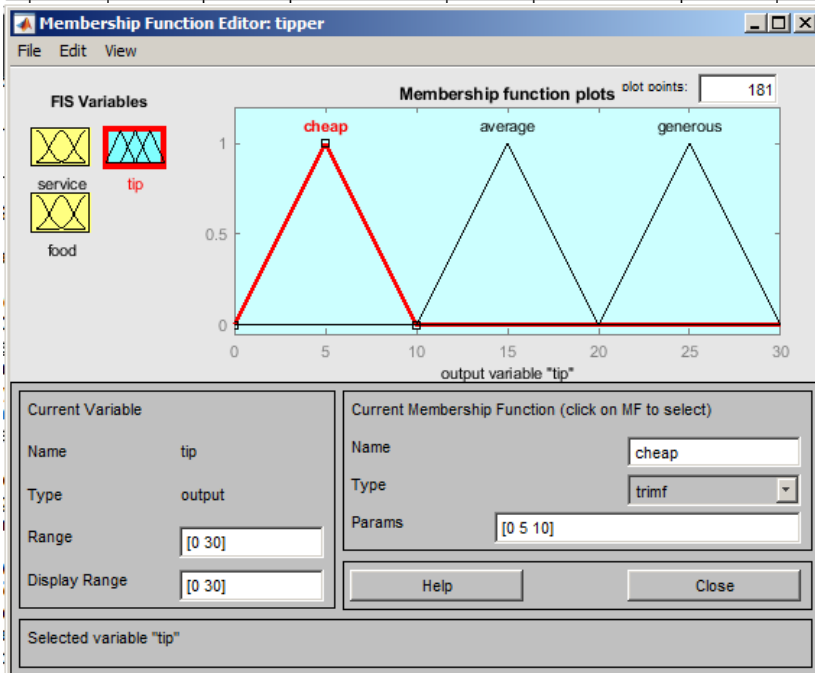 Membership Function Editor: tipper
File Edit View
FIS Variables
service
tip
food
Membership function plots
plot points:
181
cheap
average
generous
1
0.5
0
0 5 10 15 20 25 30
output variable "tip"
Current Variable
Name tip
Type output
Range [0 30]
Display Range [0 30]
Current Membership Function (click on MF to select)
Name cheap
Type trimf
Params [0 5 10]
Help
Close
Selected variable "tip"